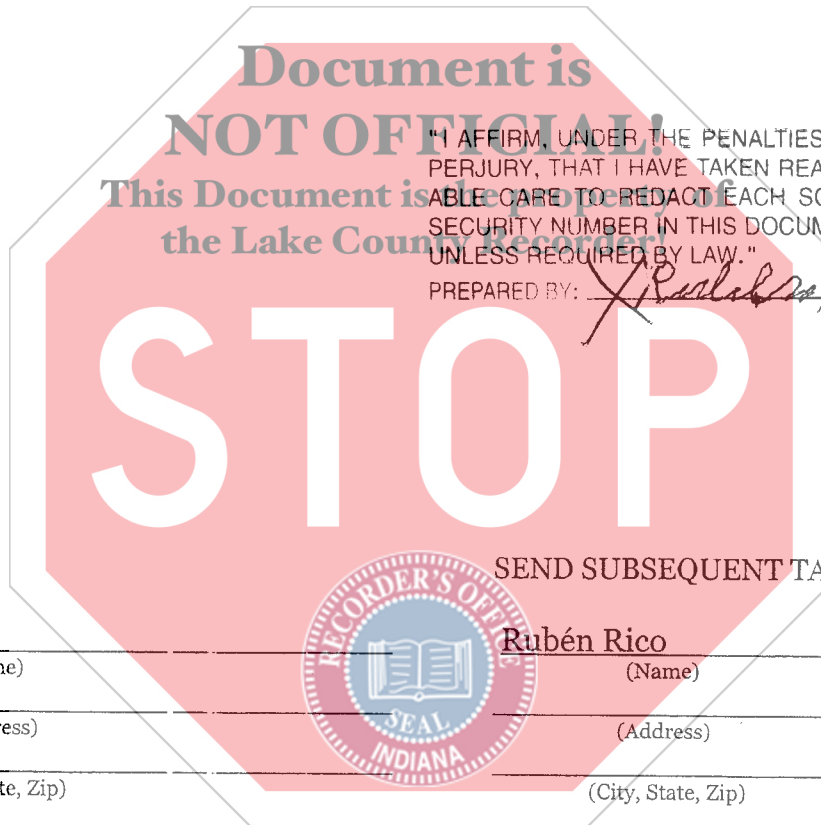 Document is
NOT OFFICIAL!
This Document is the property of
the Lake County Recorder!
"I AFFIRM, UNDER THE PENALTIES
PERJURY, THAT I HAVE TAKEN REA
ABLE CARE TO REDACT EACH SO
SECURITY NUMBER IN THIS DOCUM
UNLESS REQUIRED BY LAW."
PREPARED BY:
STOP
SEND SUBSEQUENT TA
RECORDER'S OFFICE
SEAL
INDIANA
Rubén Rico
ne)
(Name)
ess)
(Address)
te, Zip)
(City, State, Zip)